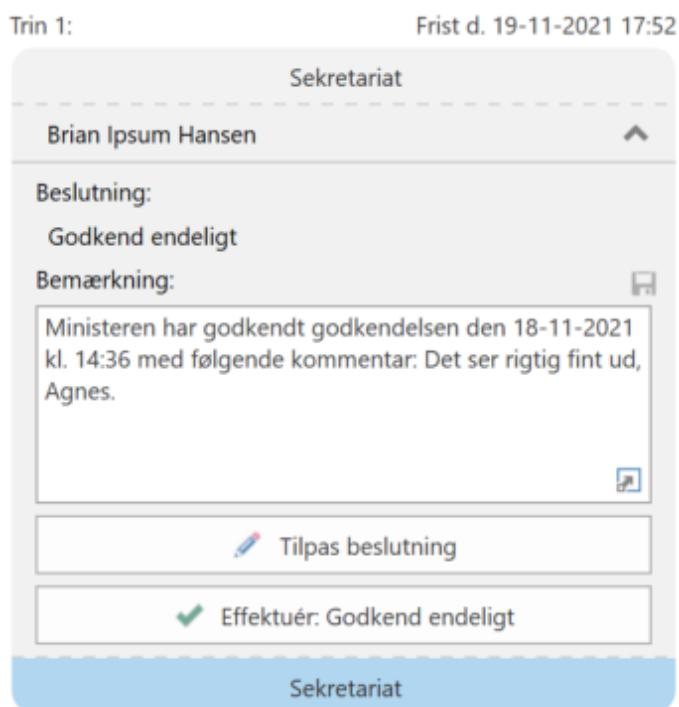 Trin 1:
Frist d. 19-11-2021 17:52
Sekretariat
Brian Ipsum Hansen
Beslutning:
Godkend endeligt
Bemærkning:
Ministeren har godkendt godkendelsen den 18-11-2021
kl. 14:36 med følgende kommentar: Det ser rigtig fint ud,
Agnes.
Tilpas beslutning
Effektuér: Godkend endeligt
Sekretariat